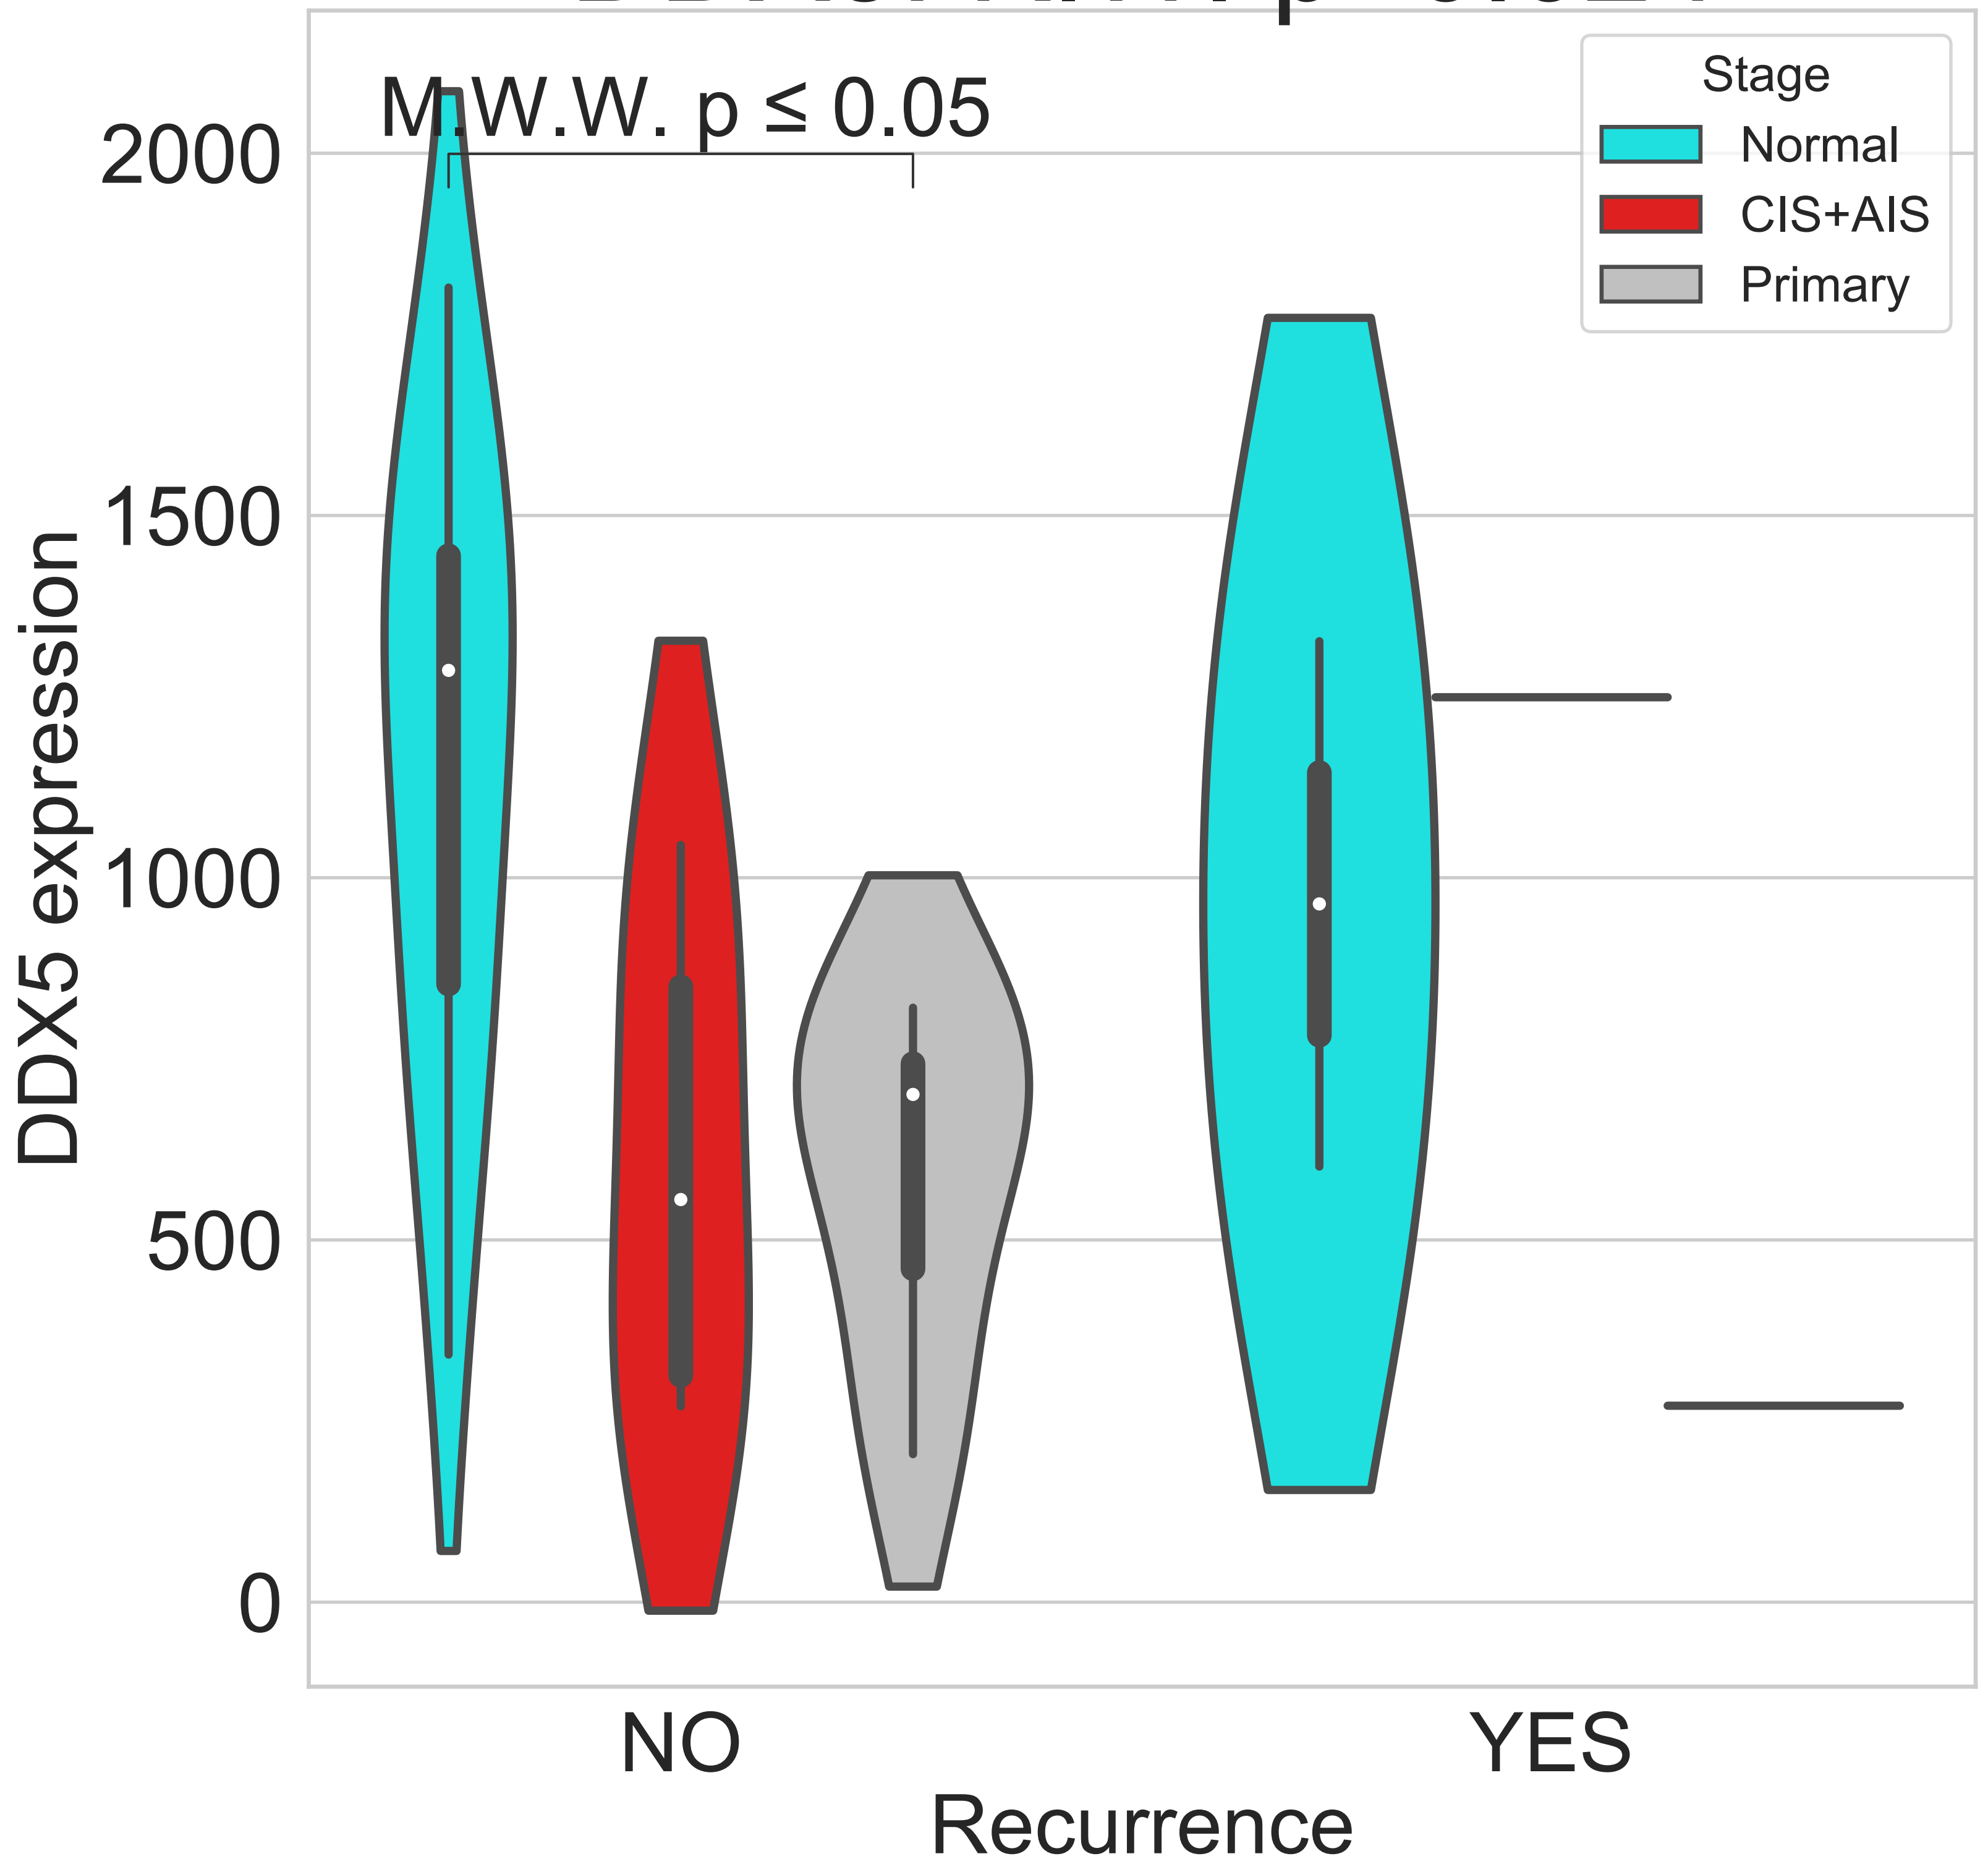 M.W.W. p ≤ 0.05
Stage
Normal
CIS+AIS
Primary
2000
1500
1000
500
0
DDX5 expression
NO
YES
Recurrence